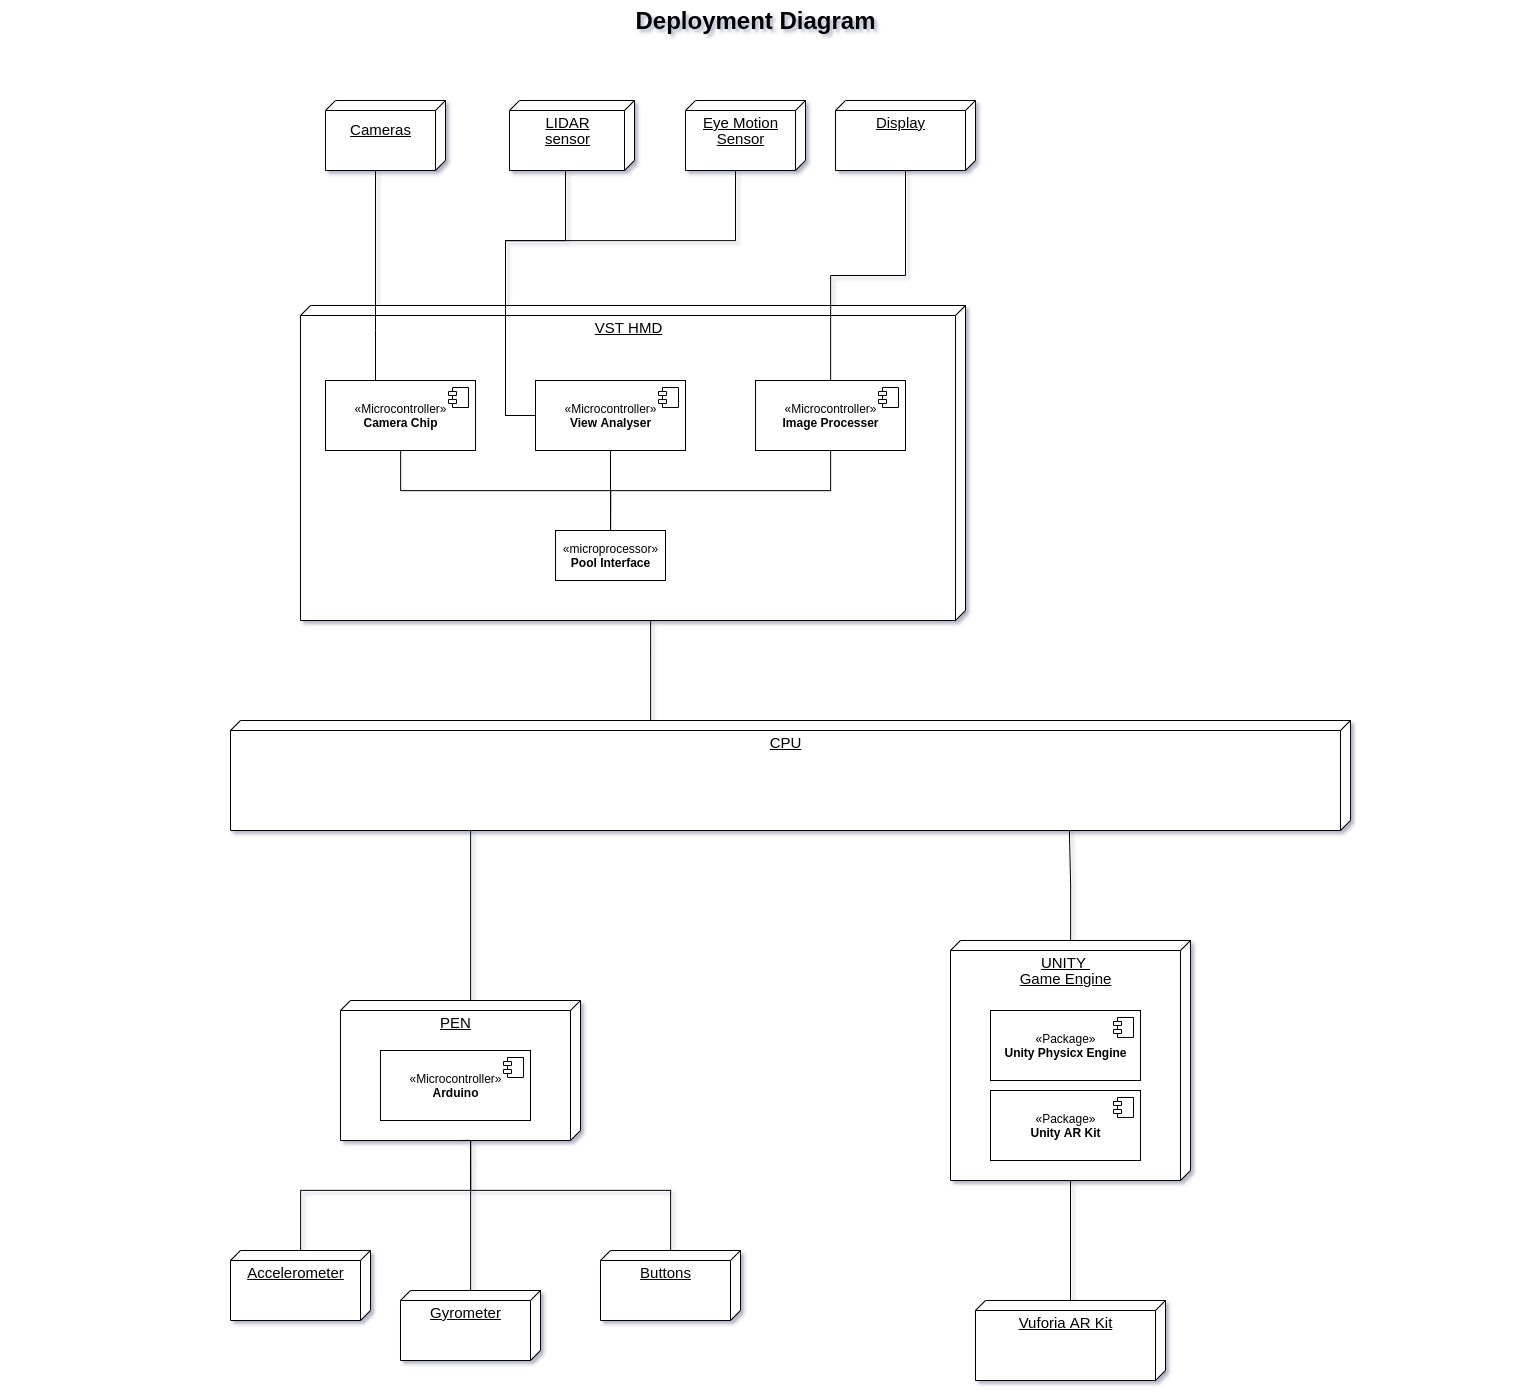 Deployment Diagram
Cameras
LIDAR
sensor
Eye Motion
Sensor
Display
VST HMD
«Microcontroller»
Camera Chip
«Microcontroller»
View Analyser
«Microcontroller»
Image Processer
«microprocessor»
Pool Interface
CPU
UNITY
Game Engine
«Package»
Unity Physicx Engine
«Package»
Unity AR Kit
PEN
«Microcontroller»
Arduino
Accelerometer
Gyrometer
Buttons
Vuforia AR Kit